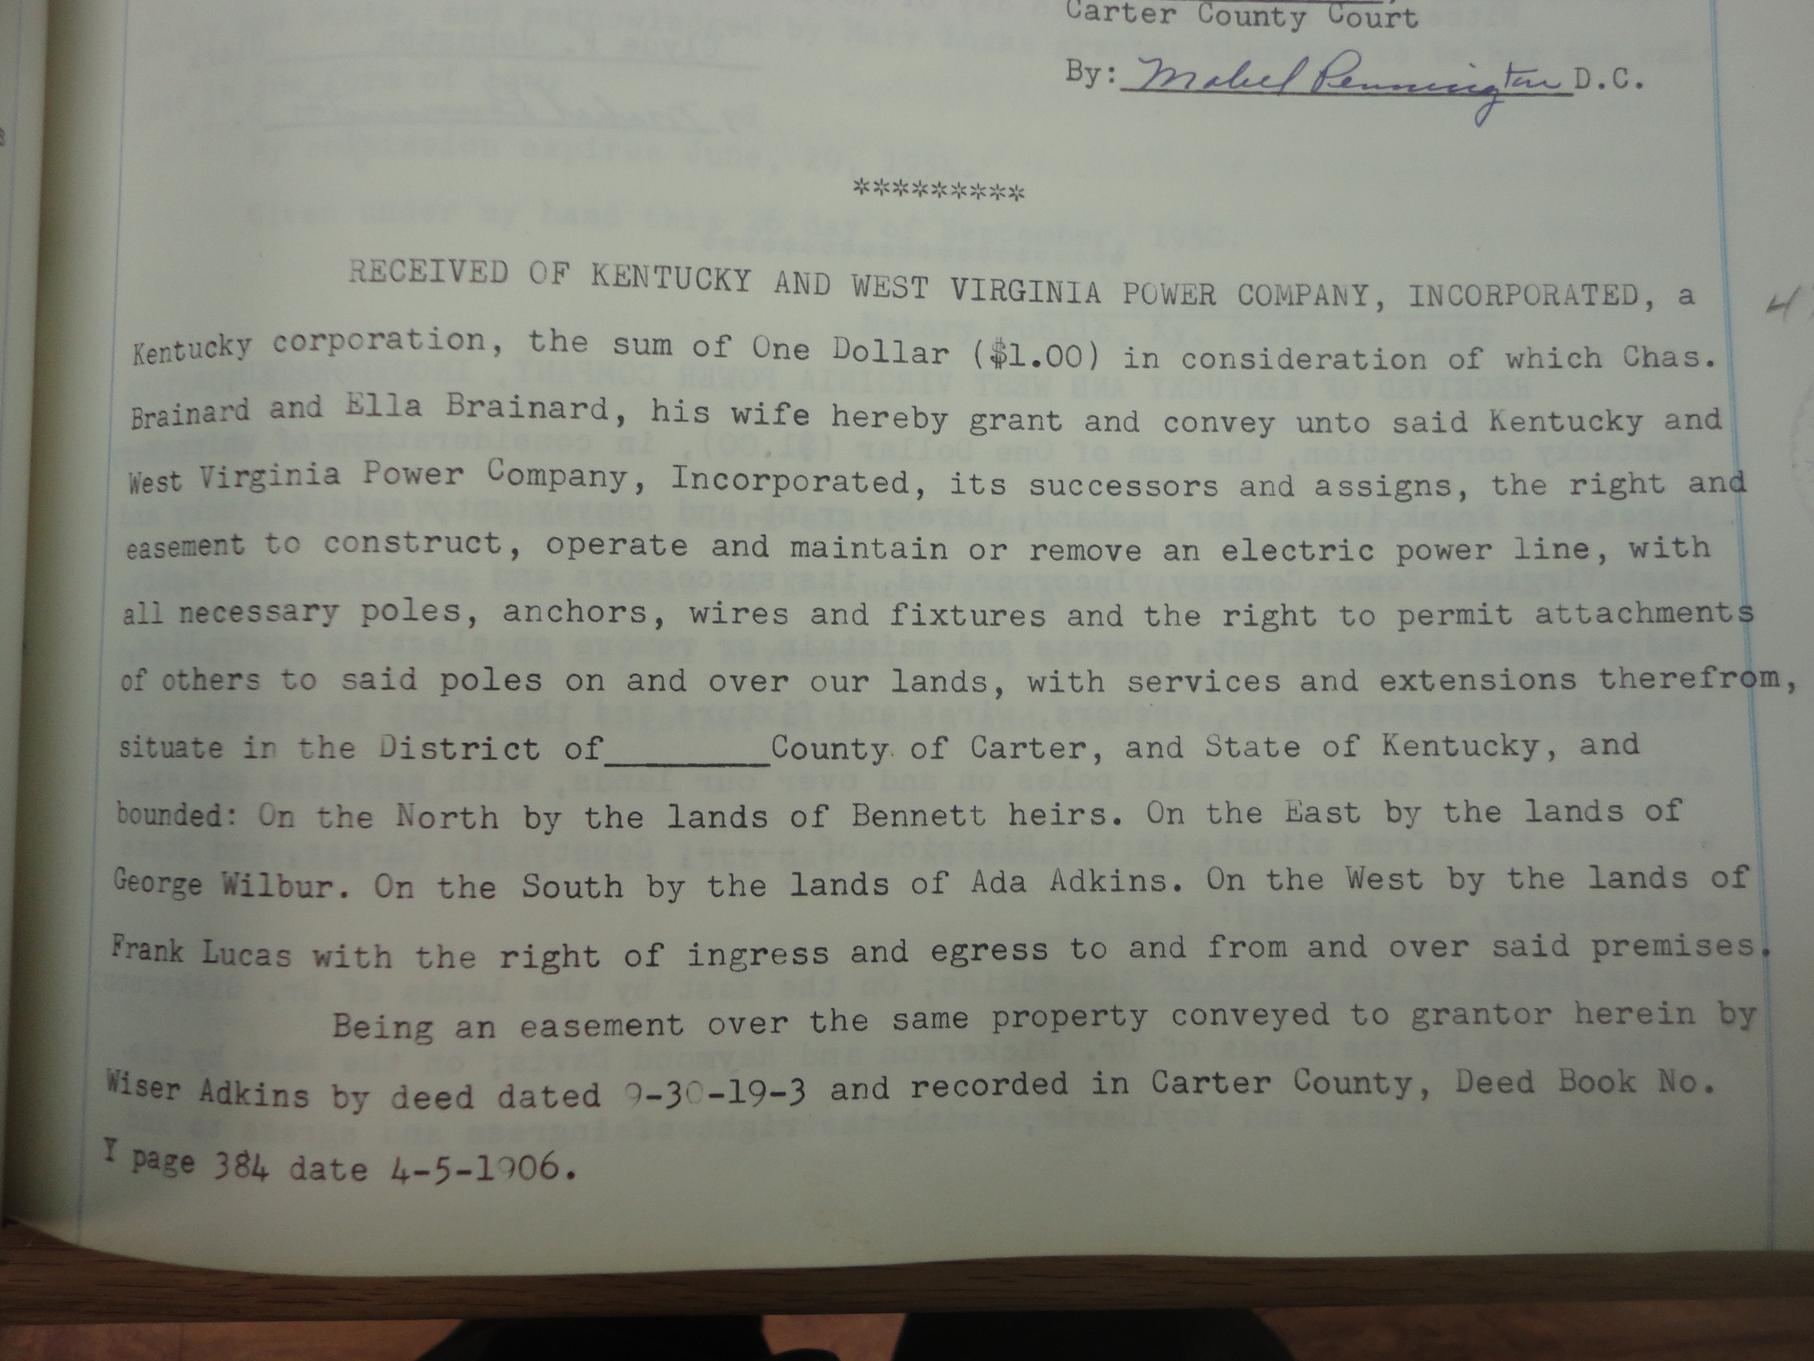 Carter County Court
By: Mabel Pennington D.C.
*********
RECEIVED OF KENTUCKY AND WEST VIRGINIA POWER COMPANY, INCORPORATED, a
Kentucky corporation, the sum of One Dollar ($1.00) in consideration of which Chas.
Brainard and Ella Brainard, his wife hereby grant and convey unto said Kentucky and
West Virginia Power Company, Incorporated, its successors and assigns, the right and
easement to construct, operate and maintain or remove an electric power line, with
all necessary poles, anchors, wires and fixtures and the right to permit attachments
of others to said poles on and over our lands, with services and extensions therefrom,
situate in the District of________County of Carter, and State of Kentucky, and
bounded: On the North by the lands of Bennett heirs. On the East by the lands of
George Wilbur. On the South by the lands of Ada Adkins. On the West by the lands of
Frank Lucas with the right of ingress and egress to and from and over said premises.
Being an easement over the same property conveyed to grantor herein by
Wiser Adkins by deed dated 9-30-19-3 and recorded in Carter County, Deed Book No.
Y page 384 date 4-5-1906.